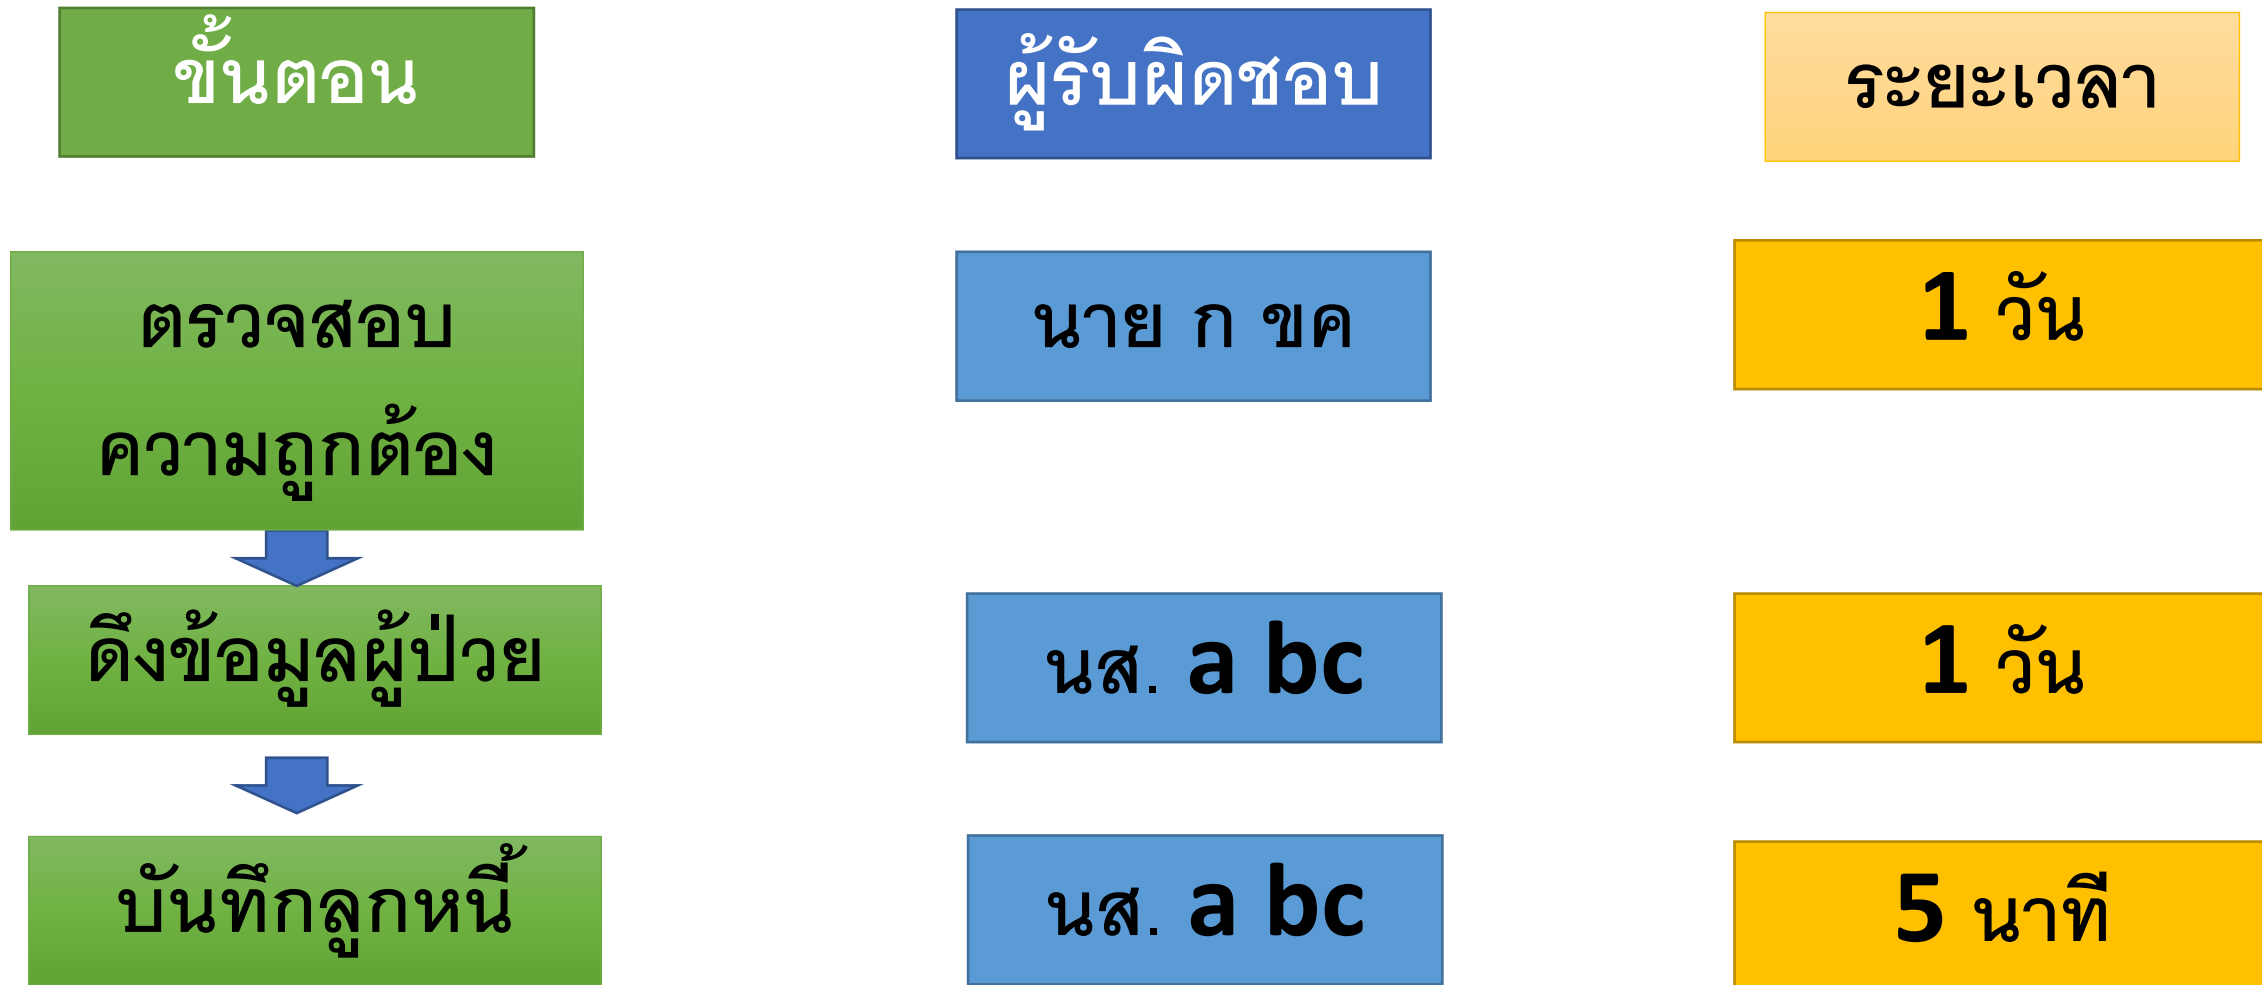 ขั้นตอน
ผู้รับผิดชอบ
ระยะเวลา
ตรวจสอบ
ความถูกต้อง
นาย ก ขค
1 วัน
ดึงข้อมูลผู้ป่วย
นส. a bc
1 วัน
บันทึกลูกหนี้
นส. a bc
5 นาที